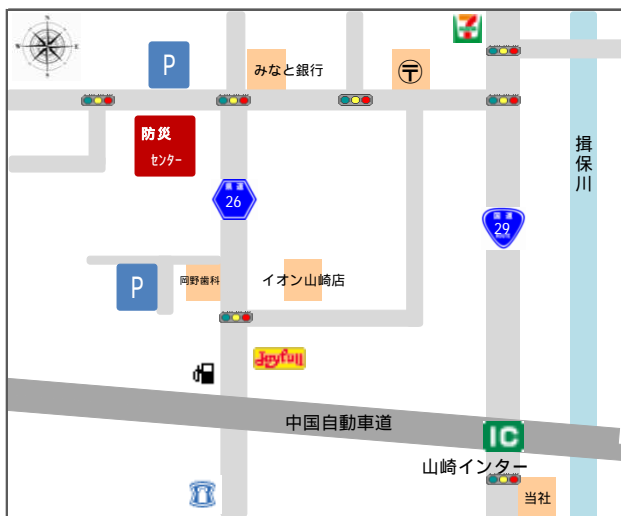 N
W
E
S
P
みなと銀行
〒
防災
センター
県道
26
国道
29
ROUTE
揖保川
P
岡野歯科
イオン山崎店
Joyfull
中国自動車道
IC
山崎インター
当社